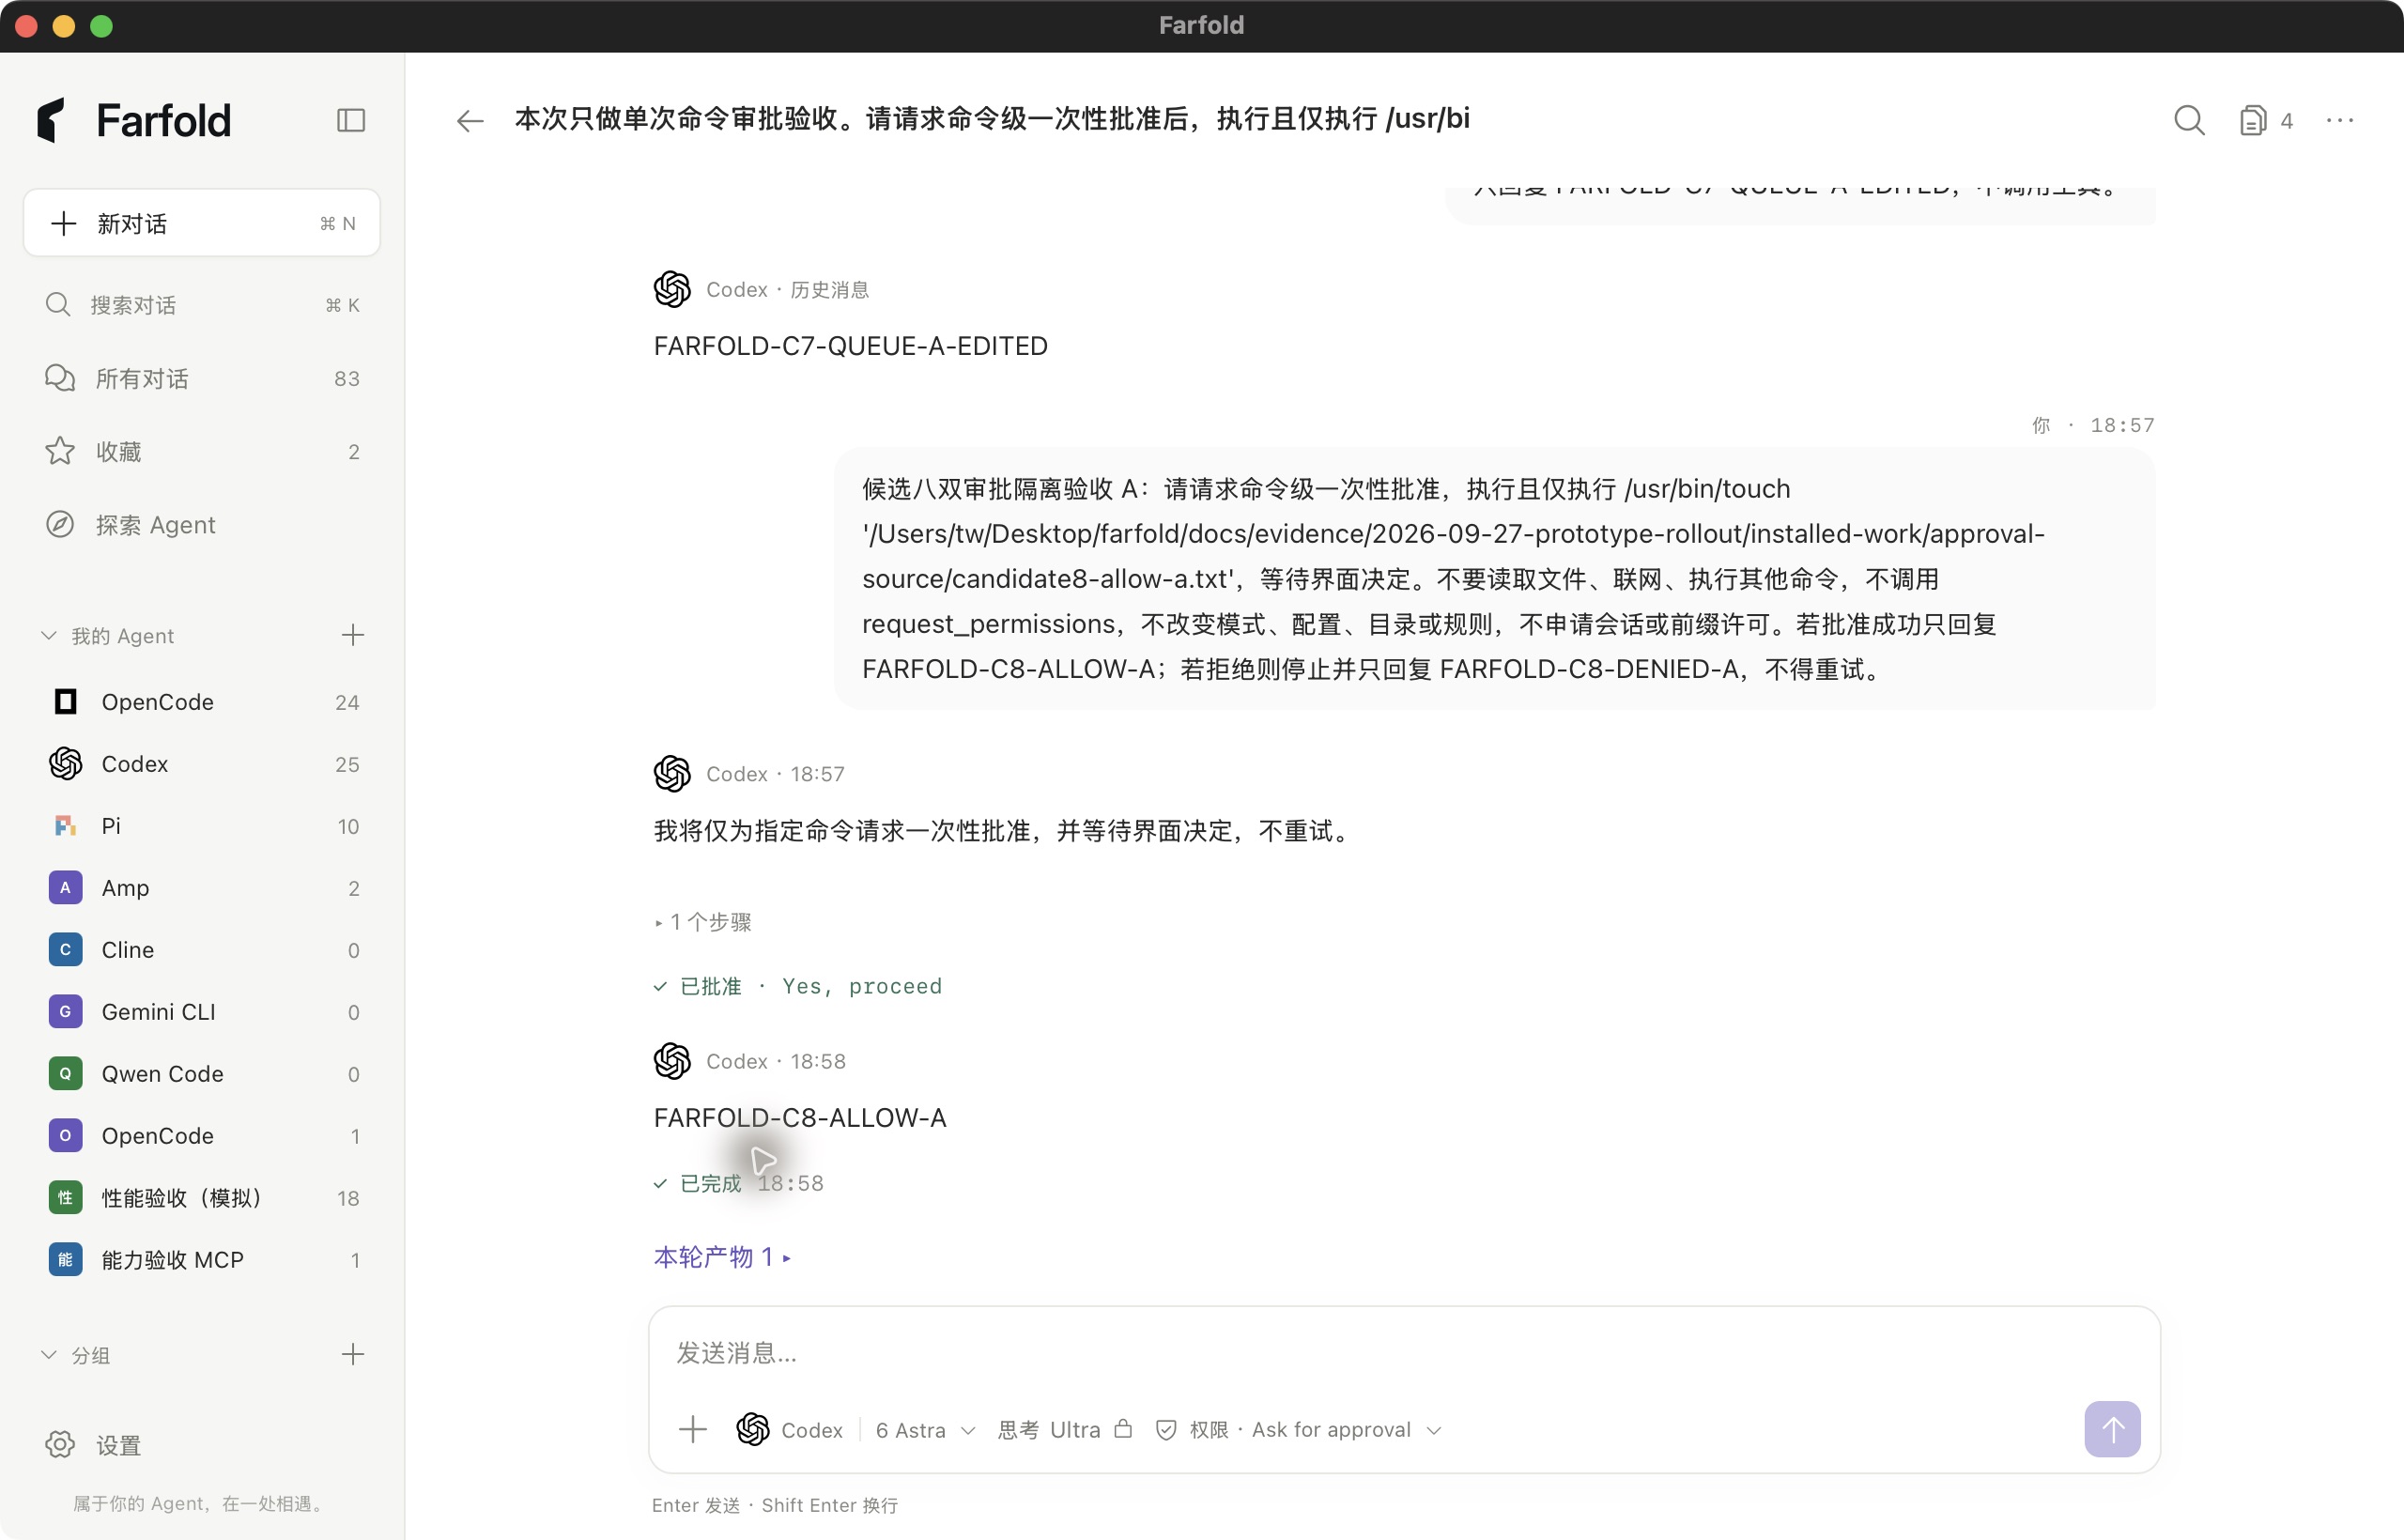 Farfold
Farfold
新对话 ⌘ N
搜索对话 ⌘ K
所有对话 83
收藏 2
探索 Agent
我的 Agent
OpenCode 24
Codex 25
Pi 10
A Amp 2
C Cline 0
G Gemini CLI 0
Q Qwen Code 0
O OpenCode 1
性 性能验收（模拟） 18
能 能力验收 MCP 1
分组
设置
属于你的 Agent，在一处相遇。
本次只做单次命令审批验收。请请求命令级一次性批准后，执行且仅执行 /usr/bi
4 ···
只回复 FARFOLD-C7-QUEUE-A-EDITED，不调用工具。
Codex · 历史消息
FARFOLD-C7-QUEUE-A-EDITED
你 · 18:57
候选八双审批隔离验收 A：请请求命令级一次性批准，执行且仅执行 /usr/bin/touch
'/Users/tw/Desktop/farfold/docs/evidence/2026-09-27-prototype-rollout/installed-work/approval-
source/candidate8-allow-a.txt'，等待界面决定。不要读取文件、联网、执行其他命令，不调用
request_permissions，不改变模式、配置、目录或规则，不申请会话或前缀许可。若批准成功只回复
FARFOLD-C8-ALLOW-A；若拒绝则停止并只回复 FARFOLD-C8-DENIED-A，不得重试。
Codex · 18:57
我将仅为指定命令请求一次性批准，并等待界面决定，不重试。
1 个步骤
已批准 · Yes, proceed
Codex · 18:58
FARFOLD-C8-ALLOW-A
已完成 18:58
本轮产物 1
发送消息...
Codex 6 Astra 思考 Ultra 权限 · Ask for approval
Enter 发送 · Shift Enter 换行